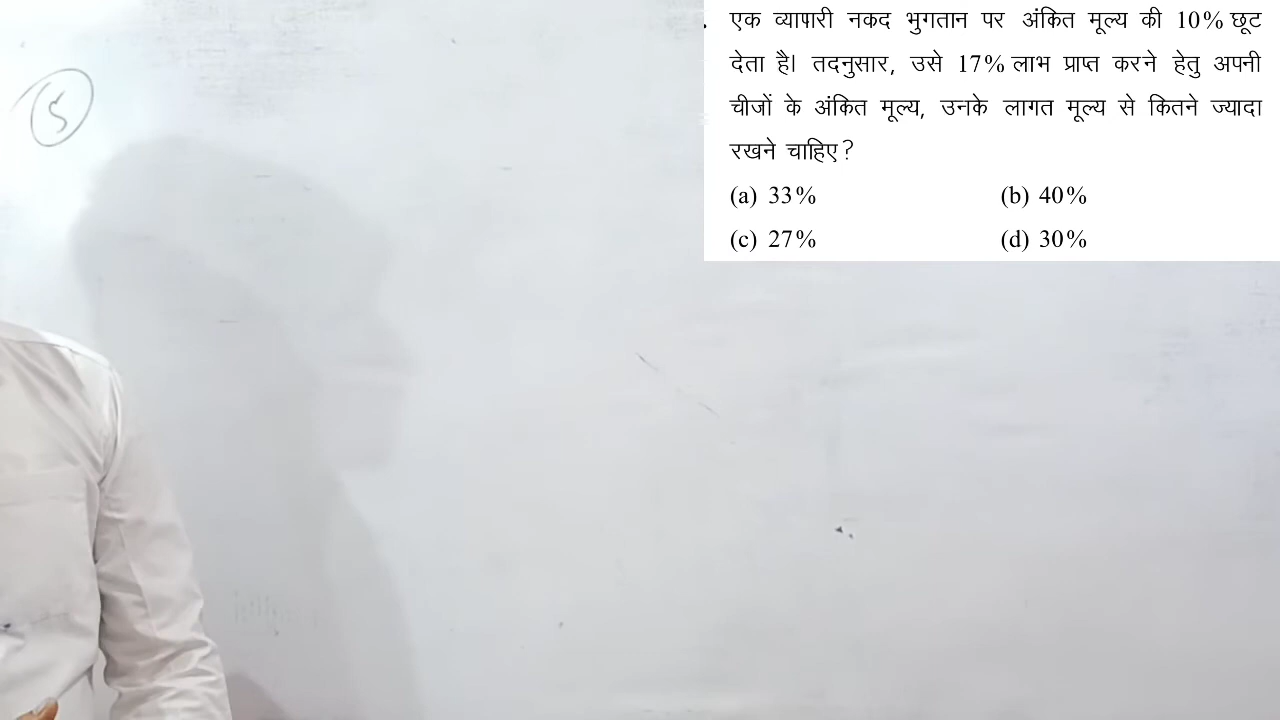 एक व्यापारी नकद भुगतान पर अंकित मूल्य की 10% छूट
देता है। तदनुसार, उसे 17% लाभ प्राप्त करने हेतु अपनी
चीजों के अंकित मूल्य, उनके लागत मूल्य से कितने ज्यादा
रखने चाहिए?
(a) 33% (b) 40%
(c) 27% (d) 30%